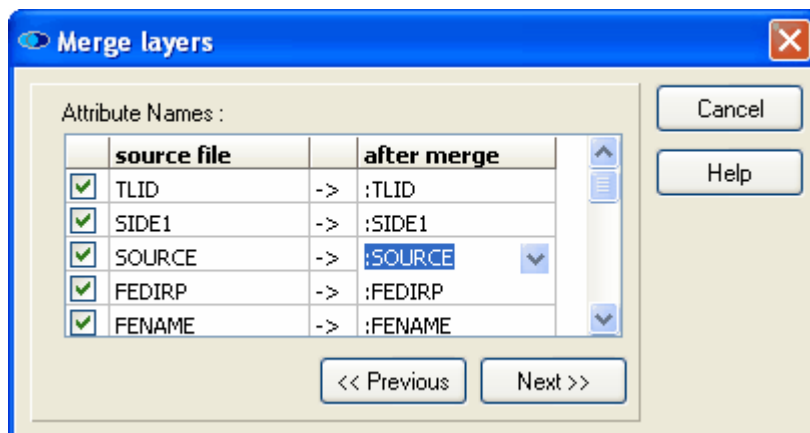 Merge layers
Attribute Names :
Cancel
source file after merge
TLID -> :TLID
Help
SIDE1 -> :SIDE1
SOURCE -> :SOURCE
FEDIRP -> :FEDIRP
FENAME -> :FENAME
<< Previous Next >>